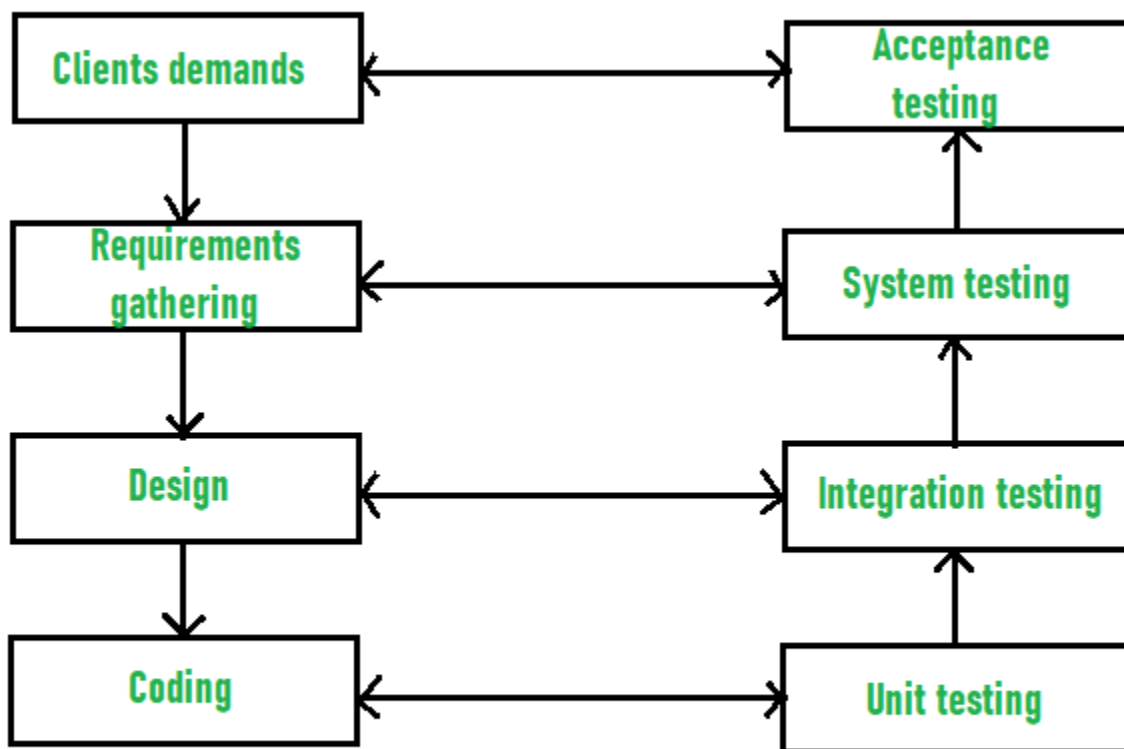 Clients demands
Acceptance
testing
Requirements
gathering
System testing
Design
Integration testing
Coding
Unit testing